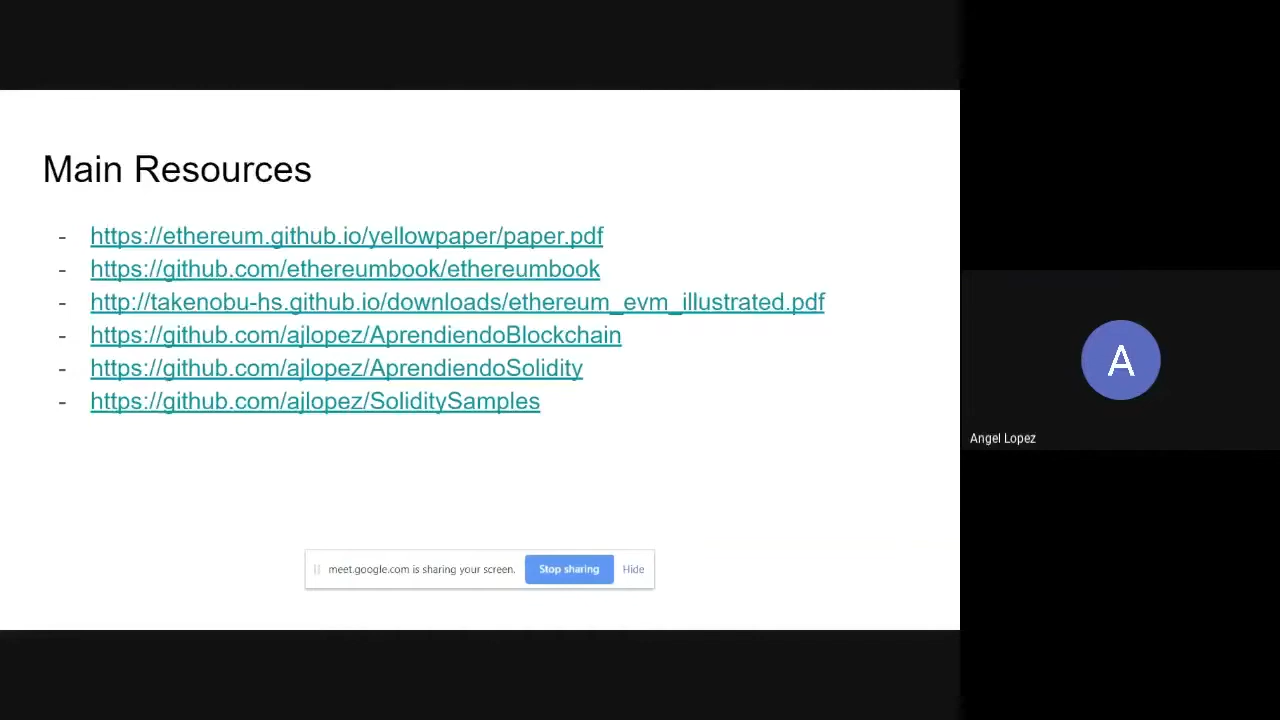 Main Resources
- https://ethereum.github.io/yellowpaper/paper.pdf
- https://github.com/ethereumbook/ethereumbook
- http://takenobu-hs.github.io/downloads/ethereum_evm_illustrated.pdf
- https://github.com/ajlopez/AprendiendoBlockchain
- https://github.com/ajlopez/AprendiendoSolidity
- https://github.com/ajlopez/SoliditySamples
meet.google.com is sharing your screen. Stop sharing Hide
A
Angel Lopez